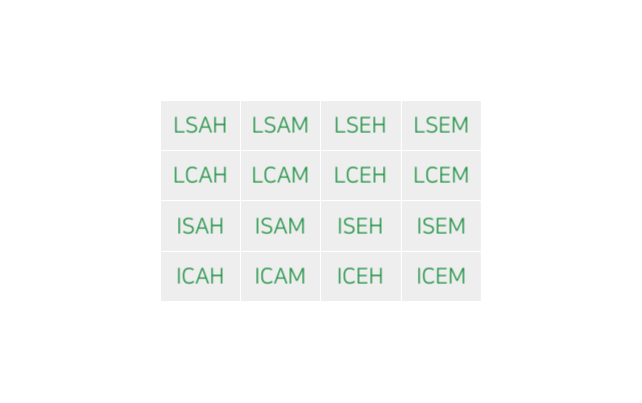 LSAH LSAM LSEH LSEM
LCAH LCAM LCEH LCEM
ISAH ISAM ISEH ISEM
ICAH ICAM ICEH ICEM